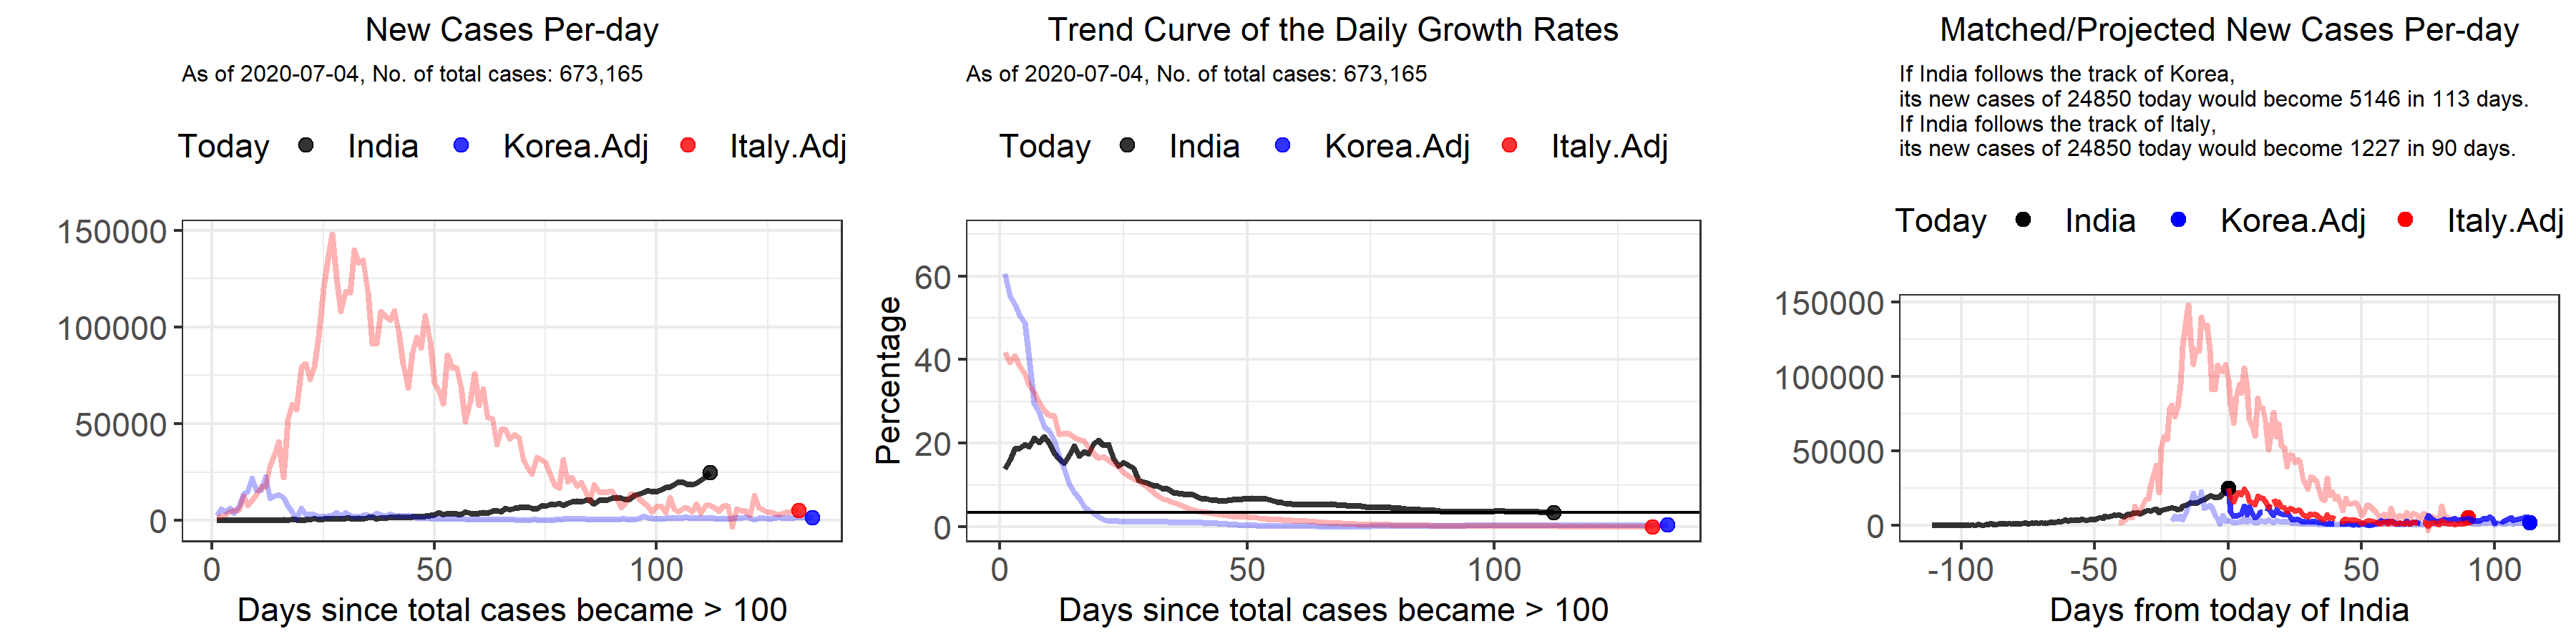 New Cases Per-day
As of 2020-07-04, No. of total cases: 673,165
Today India Korea.Adj Italy.Adj
150000
100000
50000
0
0 50 100
Days since total cases became > 100
Trend Curve of the Daily Growth Rates
As of 2020-07-04, No. of total cases: 673,165
Today India Korea.Adj Italy.Adj
Percentage
60
40
20
0
0 50 100
Days since total cases became > 100
Matched/Projected New Cases Per-day
If India follows the track of Korea,
its new cases of 24850 today would become 5146 in 113 days.
If India follows the track of Italy,
its new cases of 24850 today would become 1227 in 90 days.
Today India Korea.Adj Italy.Adj
150000
100000
50000
0
-100 -50 0 50 100
Days from today of India